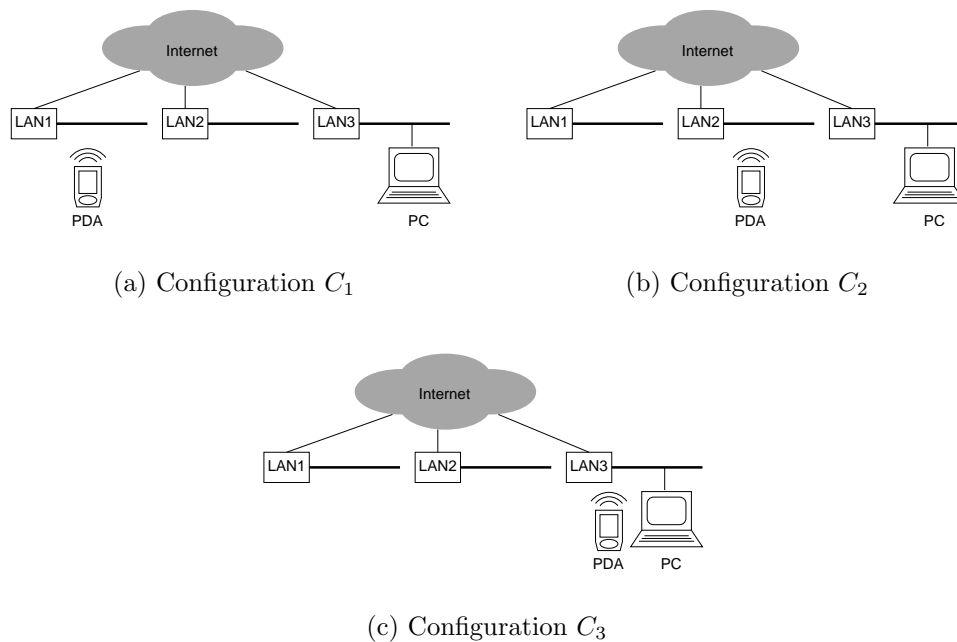 Internet
LAN1 LAN2 LAN3
PDA PC
(a) Configuration C₁
Internet
LAN1 LAN2 LAN3
PDA PC
(b) Configuration C₂
Internet
LAN1 LAN2 LAN3
PDA PC
(c) Configuration C₃